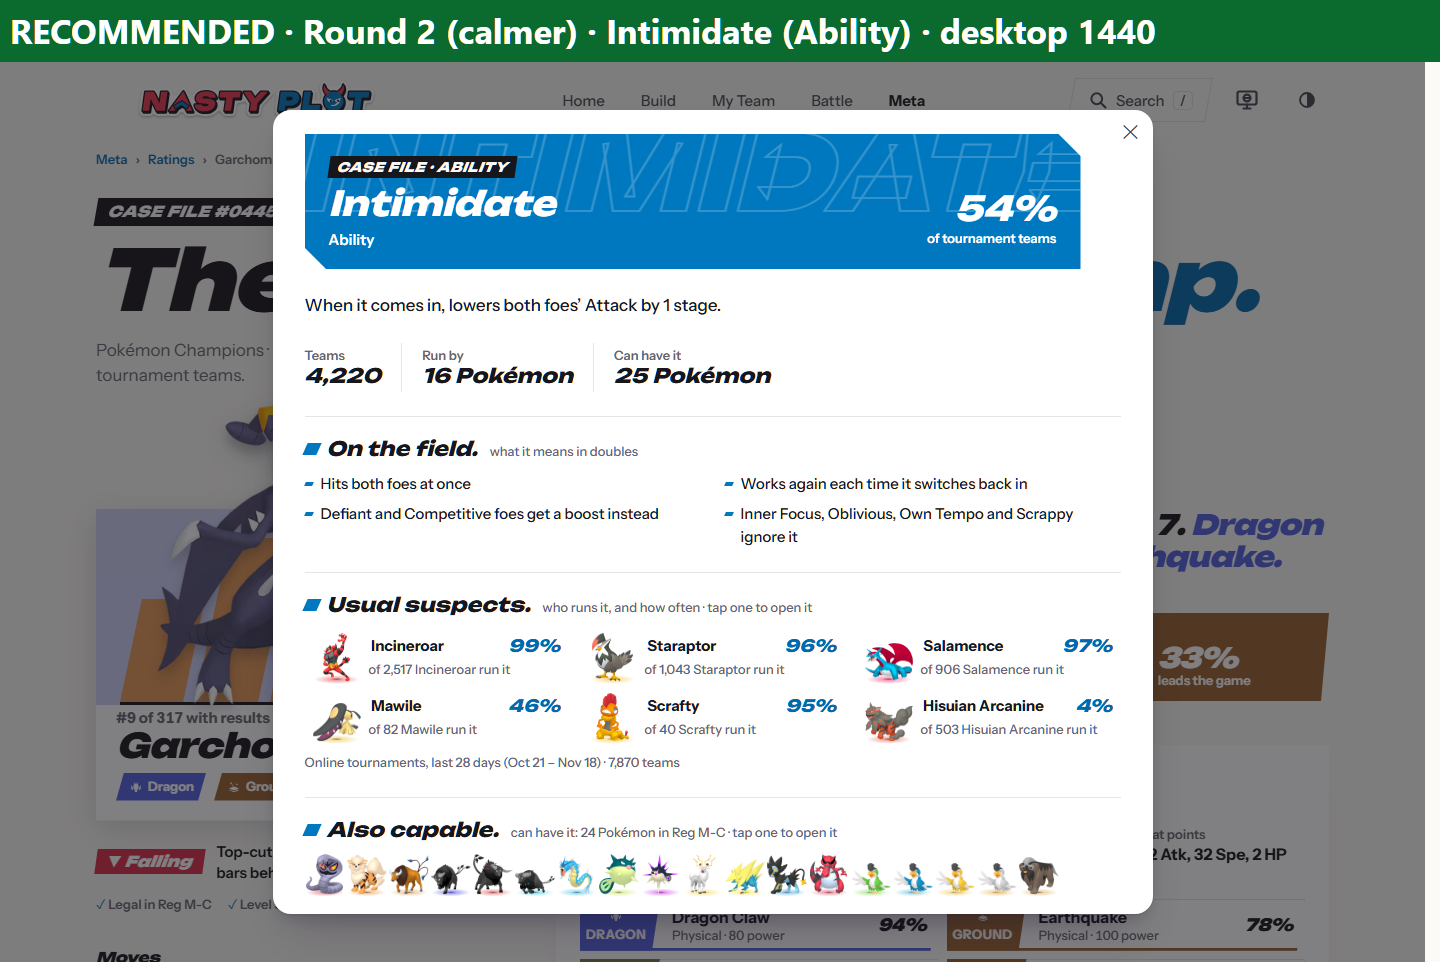 RECOMMENDED · Round 2 (calmer) · Intimidate (Ability) · desktop 1440
NASTY PLOT
Home Build My Team Battle Meta
Search /
Meta › Ratings › Garchom
CASE FILE #0445
The
Pokémon Champions ·
tournament teams.
CASE FILE · ABILITY
INTIMIDATE
Intimidate
Ability
54%
of tournament teams
When it comes in, lowers both foes’ Attack by 1 stage.
Teams
4,220
Run by
16 Pokémon
Can have it
25 Pokémon
On the field. what it means in doubles
Hits both foes at once
Works again each time it switches back in
Defiant and Competitive foes get a boost instead
Inner Focus, Oblivious, Own Tempo and Scrappy
ignore it
Usual suspects. who runs it, and how often · tap one to open it
Incineroar 99%
of 2,517 Incineroar run it
Staraptor 96%
of 1,043 Staraptor run it
Salamence 97%
of 906 Salamence run it
Mawile 46%
of 82 Mawile run it
Scrafty 95%
of 40 Scrafty run it
Hisuian Arcanine 4%
of 503 Hisuian Arcanine run it
Online tournaments, last 28 days (Oct 21 – Nov 18) · 7,870 teams
Also capable. can have it: 24 Pokémon in Reg M-C · tap one to open it
#9 of 317 with results
Garcho
Dragon Grou
▼ Falling
Top-cut
bars beh
✓ Legal in Reg M-C ✓ Level
Moves
p.
7. Dragon
hquake.
33%
leads the game
at points
2 Atk, 32 Spe, 2 HP
DRAGON
Dragon Claw
Physical · 80 power
94%
GROUND
Earthquake
Physical · 100 power
78%